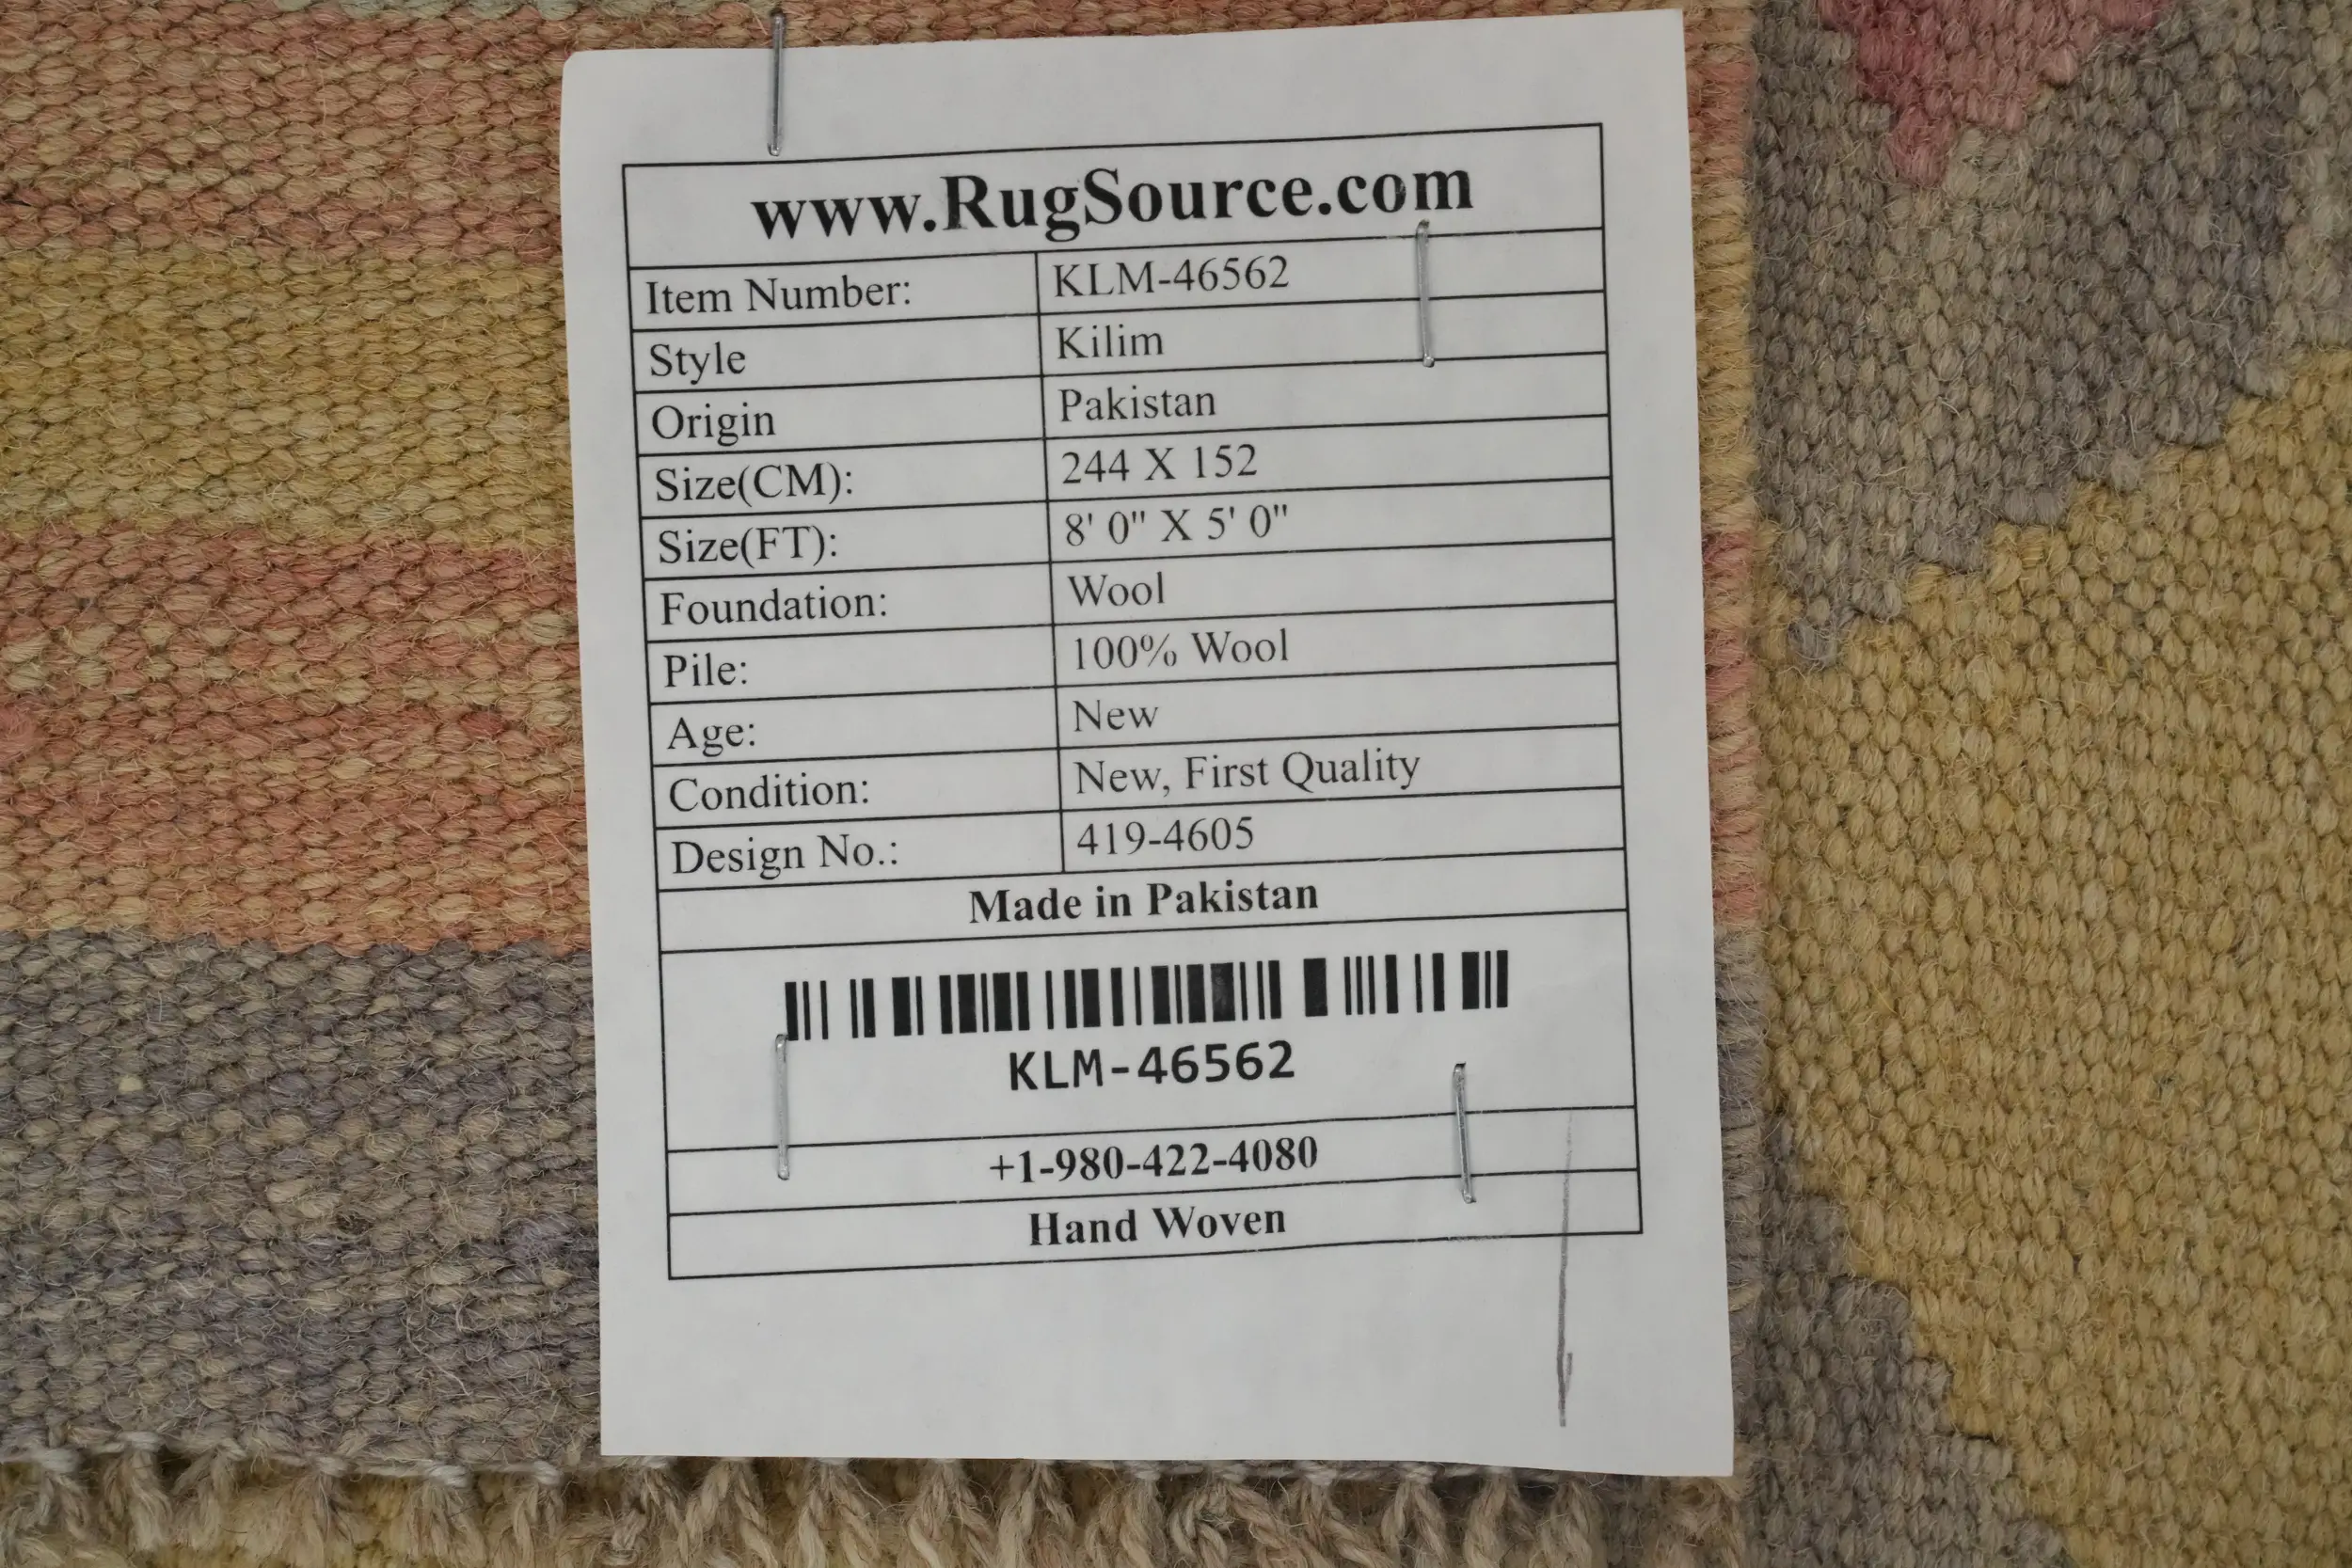 www.RugSource.com
Item Number: KLM-46562
Style Kilim
Origin Pakistan
Size(CM): 244 X 152
Size(FT): 8' 0" X 5' 0"
Foundation: Wool
Pile: 100% Wool
Age: New
Condition: New, First Quality
Design No.: 419-4605
Made in Pakistan
KLM-46562
+1-980-422-4080
Hand Woven